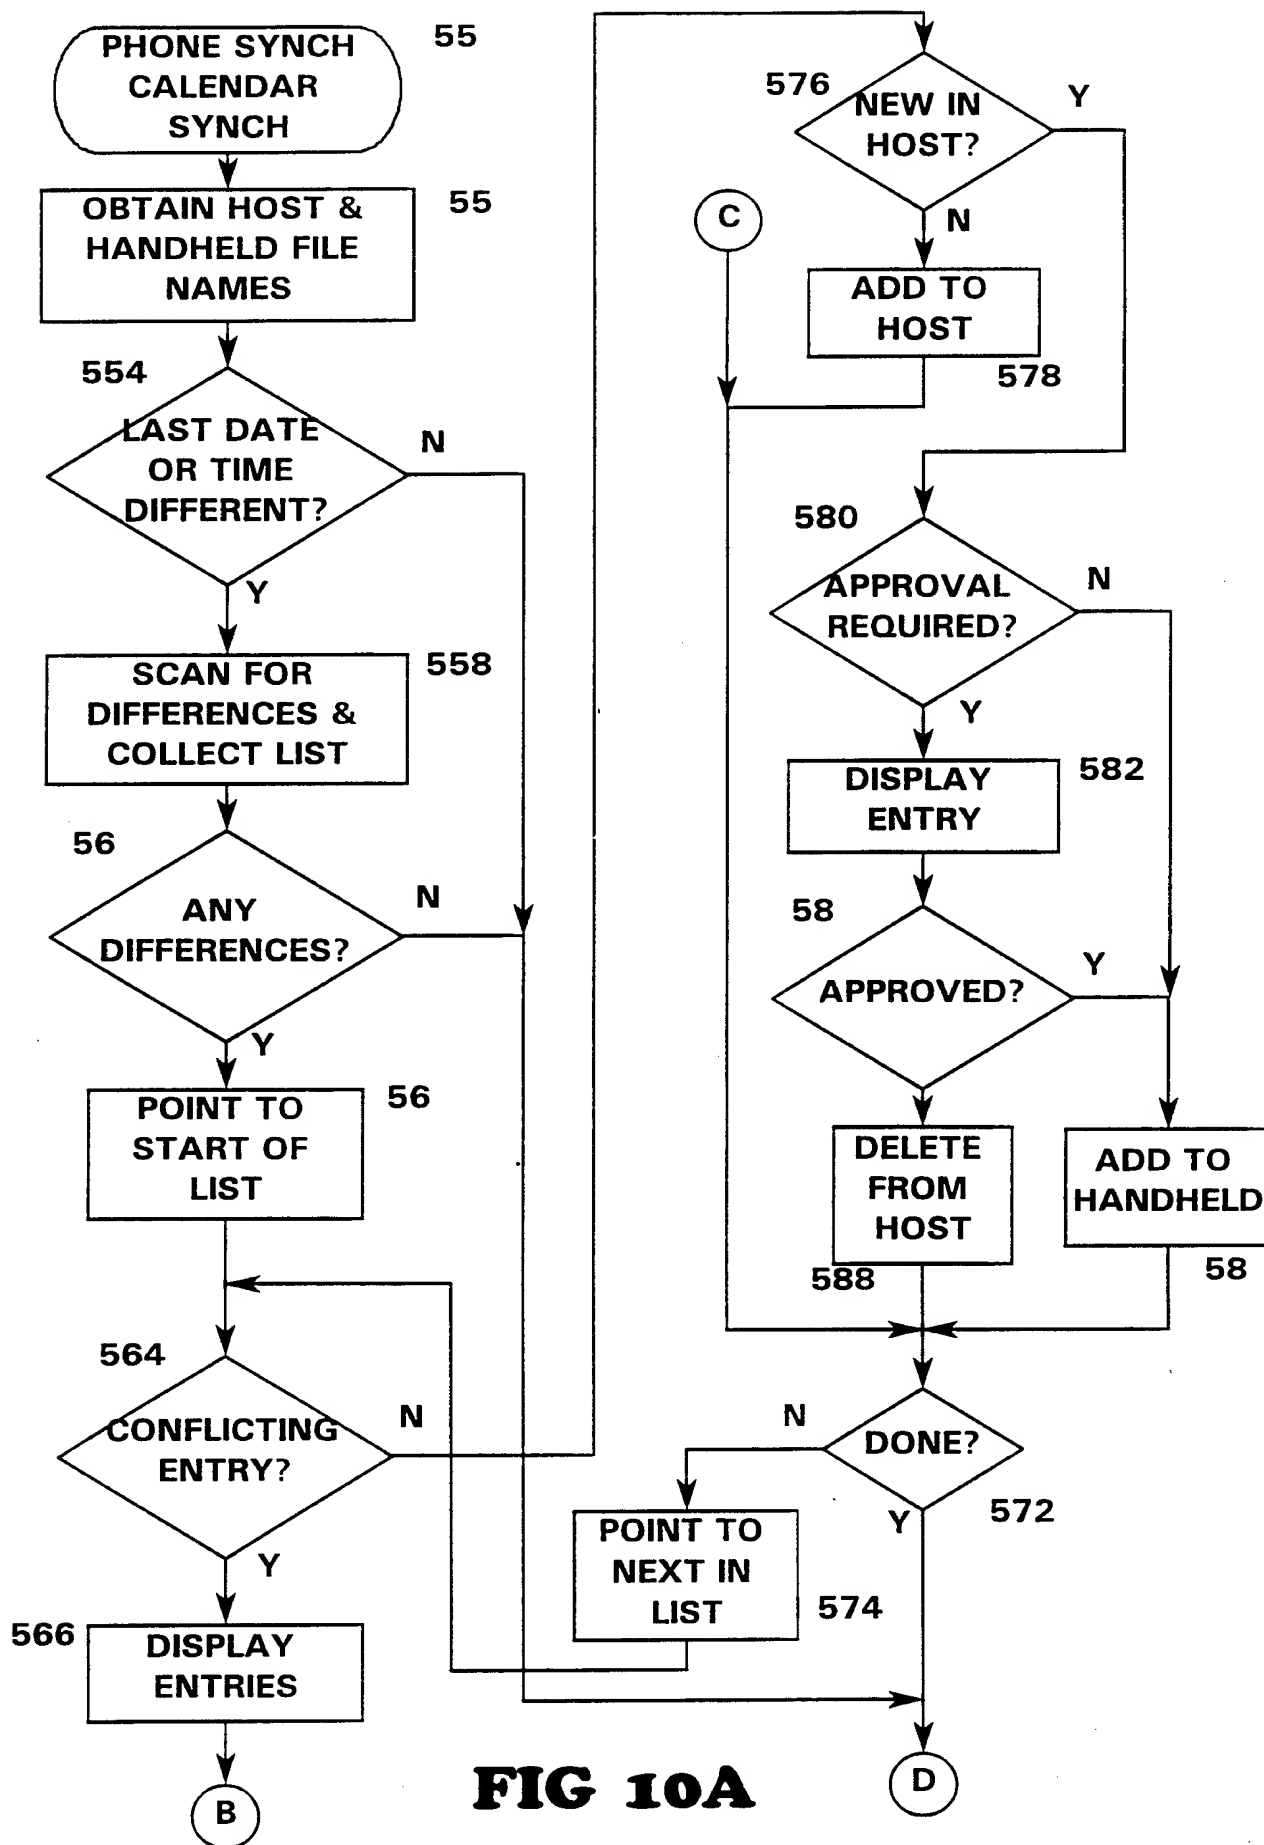 PHONE SYNCH
CALENDAR
SYNCH
55
OBTAIN HOST &
HANDHELD FILE
NAMES
55
554
LAST DATE
OR TIME
DIFFERENT?
N
Y
SCAN FOR
DIFFERENCES &
COLLECT LIST
558
56
ANY
DIFFERENCES?
N
Y
POINT TO
START OF
LIST
56
564
CONFLICTING
ENTRY?
N
Y
566
DISPLAY
ENTRIES
B
576
NEW IN
HOST?
Y
N
C
ADD TO
HOST
578
580
APPROVAL
REQUIRED?
N
Y
DISPLAY
ENTRY
582
58
APPROVED?
Y
DELETE
FROM
HOST
588
ADD TO
HANDHELD
58
DONE?
N
Y
572
POINT TO
NEXT IN
LIST
574
D
FIG 10A